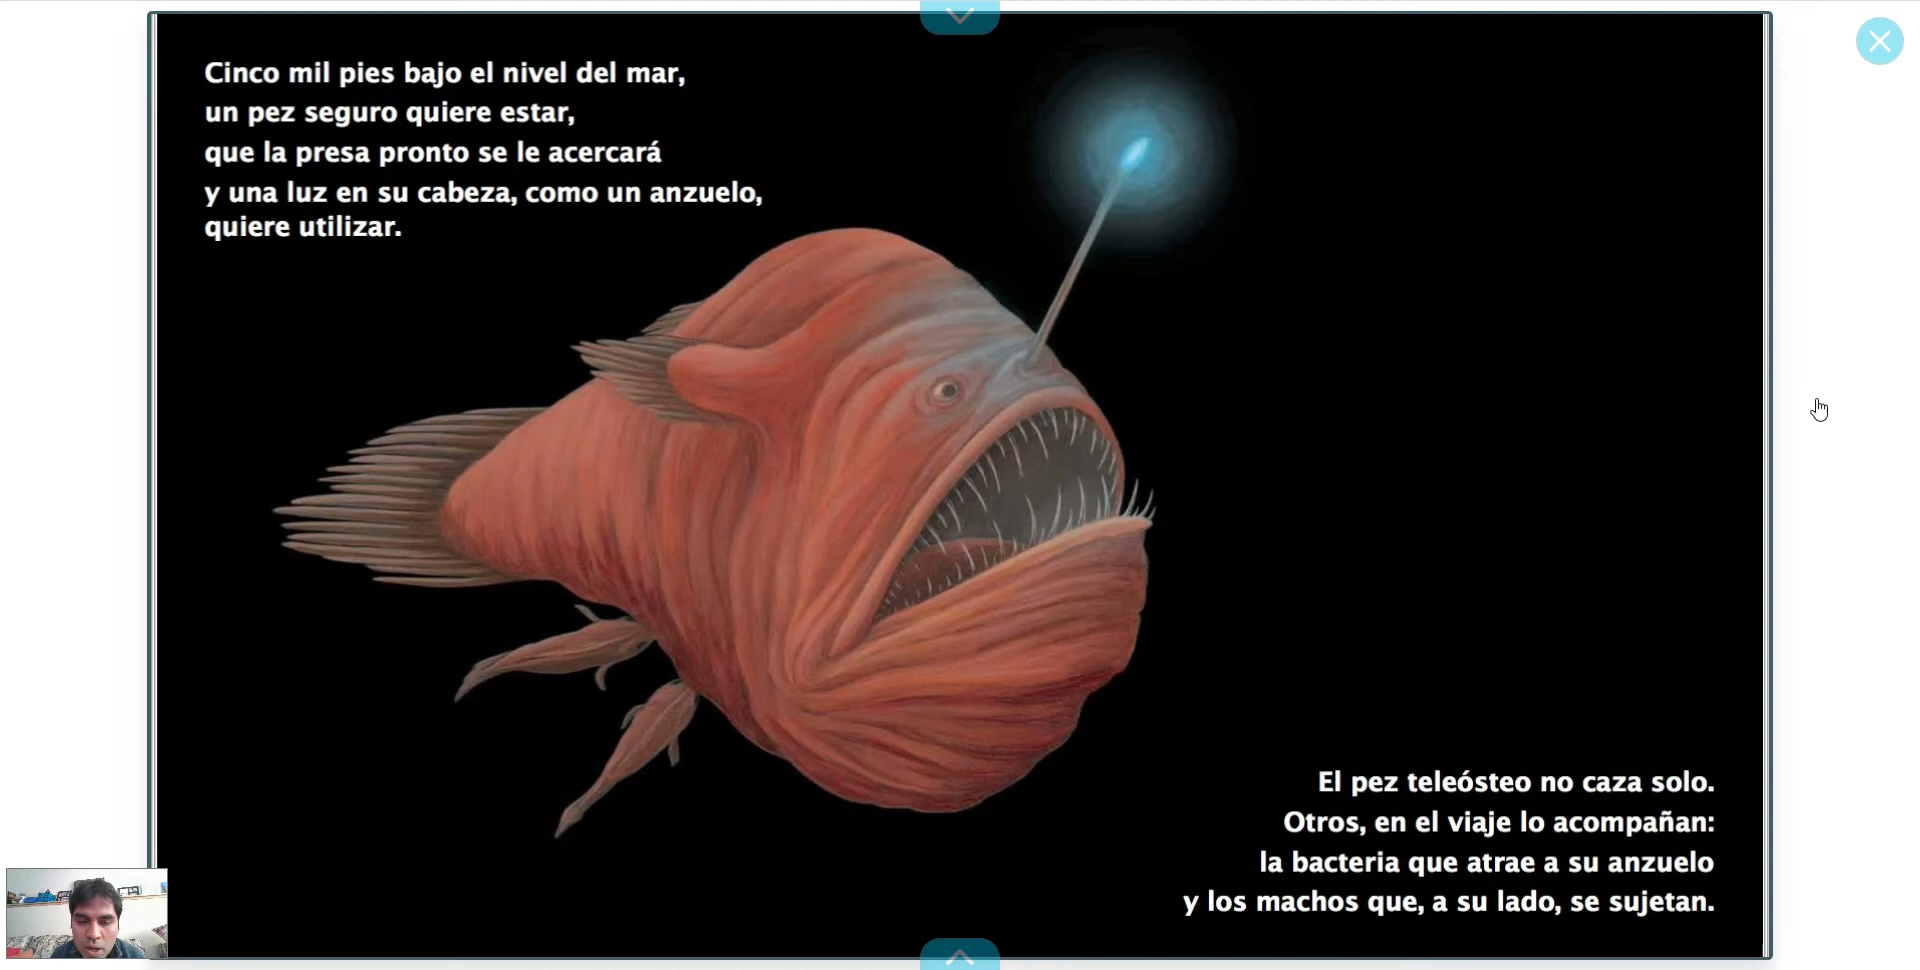 Cinco mil pies bajo el nivel del mar,
un pez seguro quiere estar,
que la presa pronto se le acercará
y una luz en su cabeza, como un anzuelo,
quiere utilizar.
El pez teleósteo no caza solo.
Otros, en el viaje lo acompañan:
la bacteria que atrae a su anzuelo
y los machos que, a su lado, se sujetan.